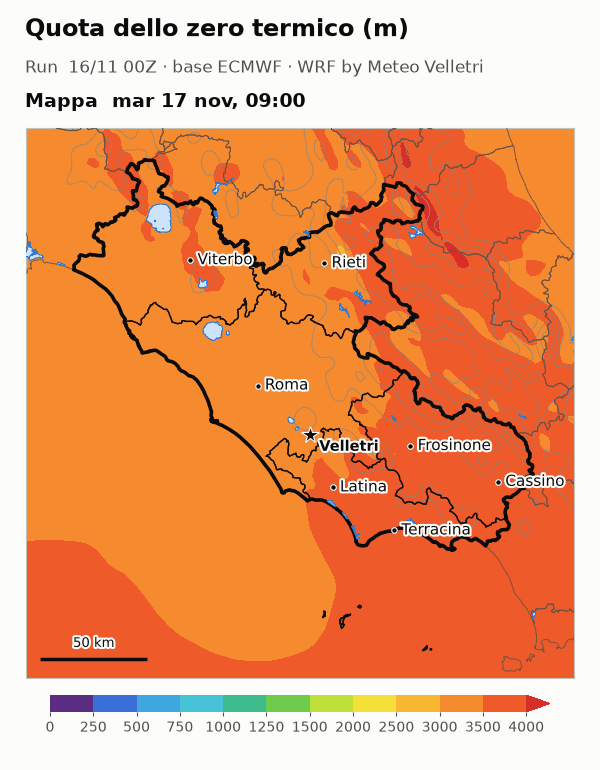 Quota dello zero termico (m)
Run  16/11 00Z · base ECMWF · WRF by Meteo Velletri
Mappa  mar 17 nov, 09:00
Viterbo
Rieti
Roma
Velletri
Frosinone
Latina
Cassino
Terracina
50 km
0 250 500 750 1000 1250 1500 2000 2500 3000 3500 4000